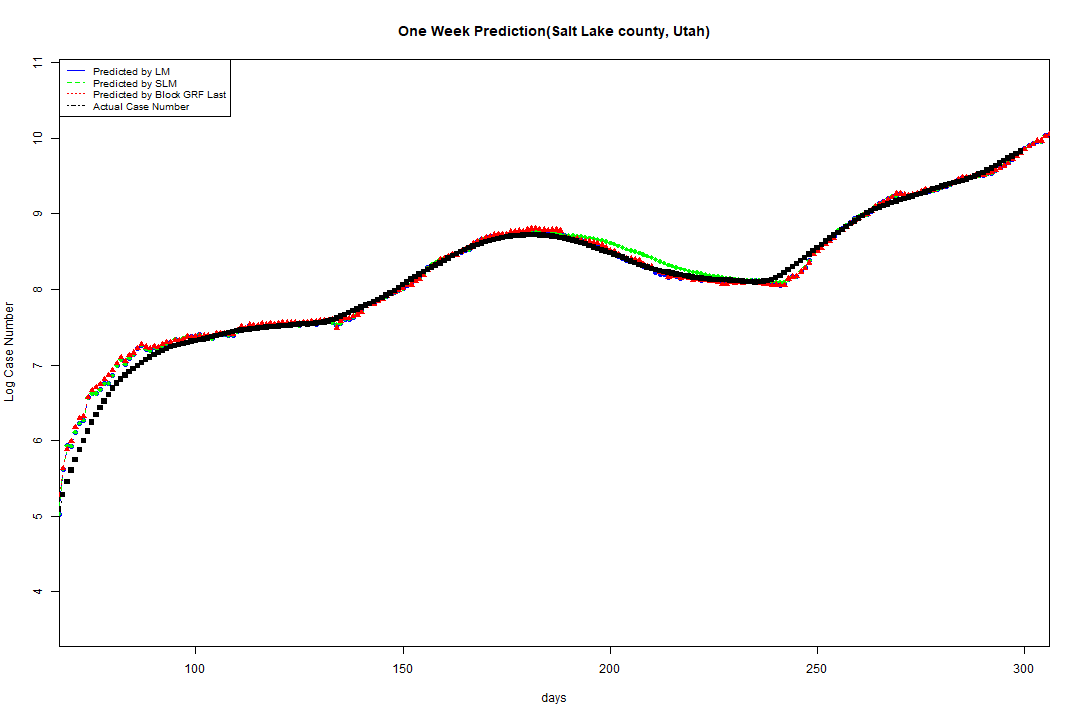 One Week Prediction(Salt Lake county, Utah)
Predicted by LM
Predicted by SLM
Predicted by Block GRF Last
Actual Case Number
Log Case Number
11
10
9
8
7
6
5
4
100 150 200 250 300
days